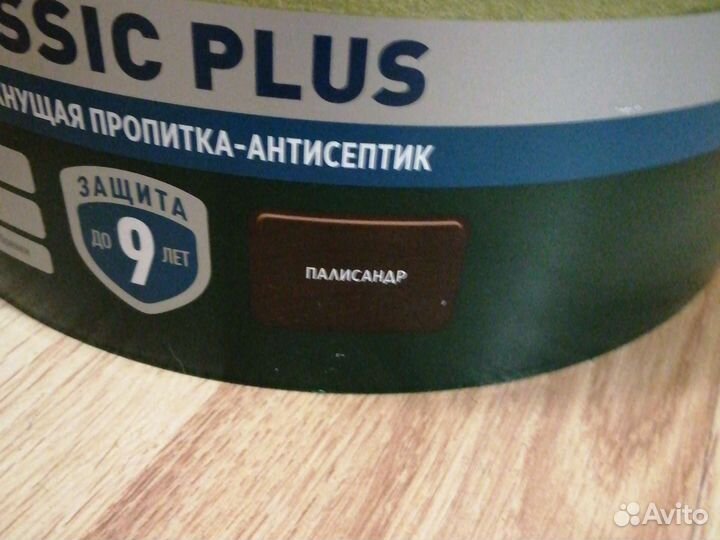 SSIC PLUS
НУЩАЯ ПРОПИТКА-АНТИСЕПТИК
ЗАЩИТА
ДО 9 ЛЕТ
ПАЛИСАНДР
Avito